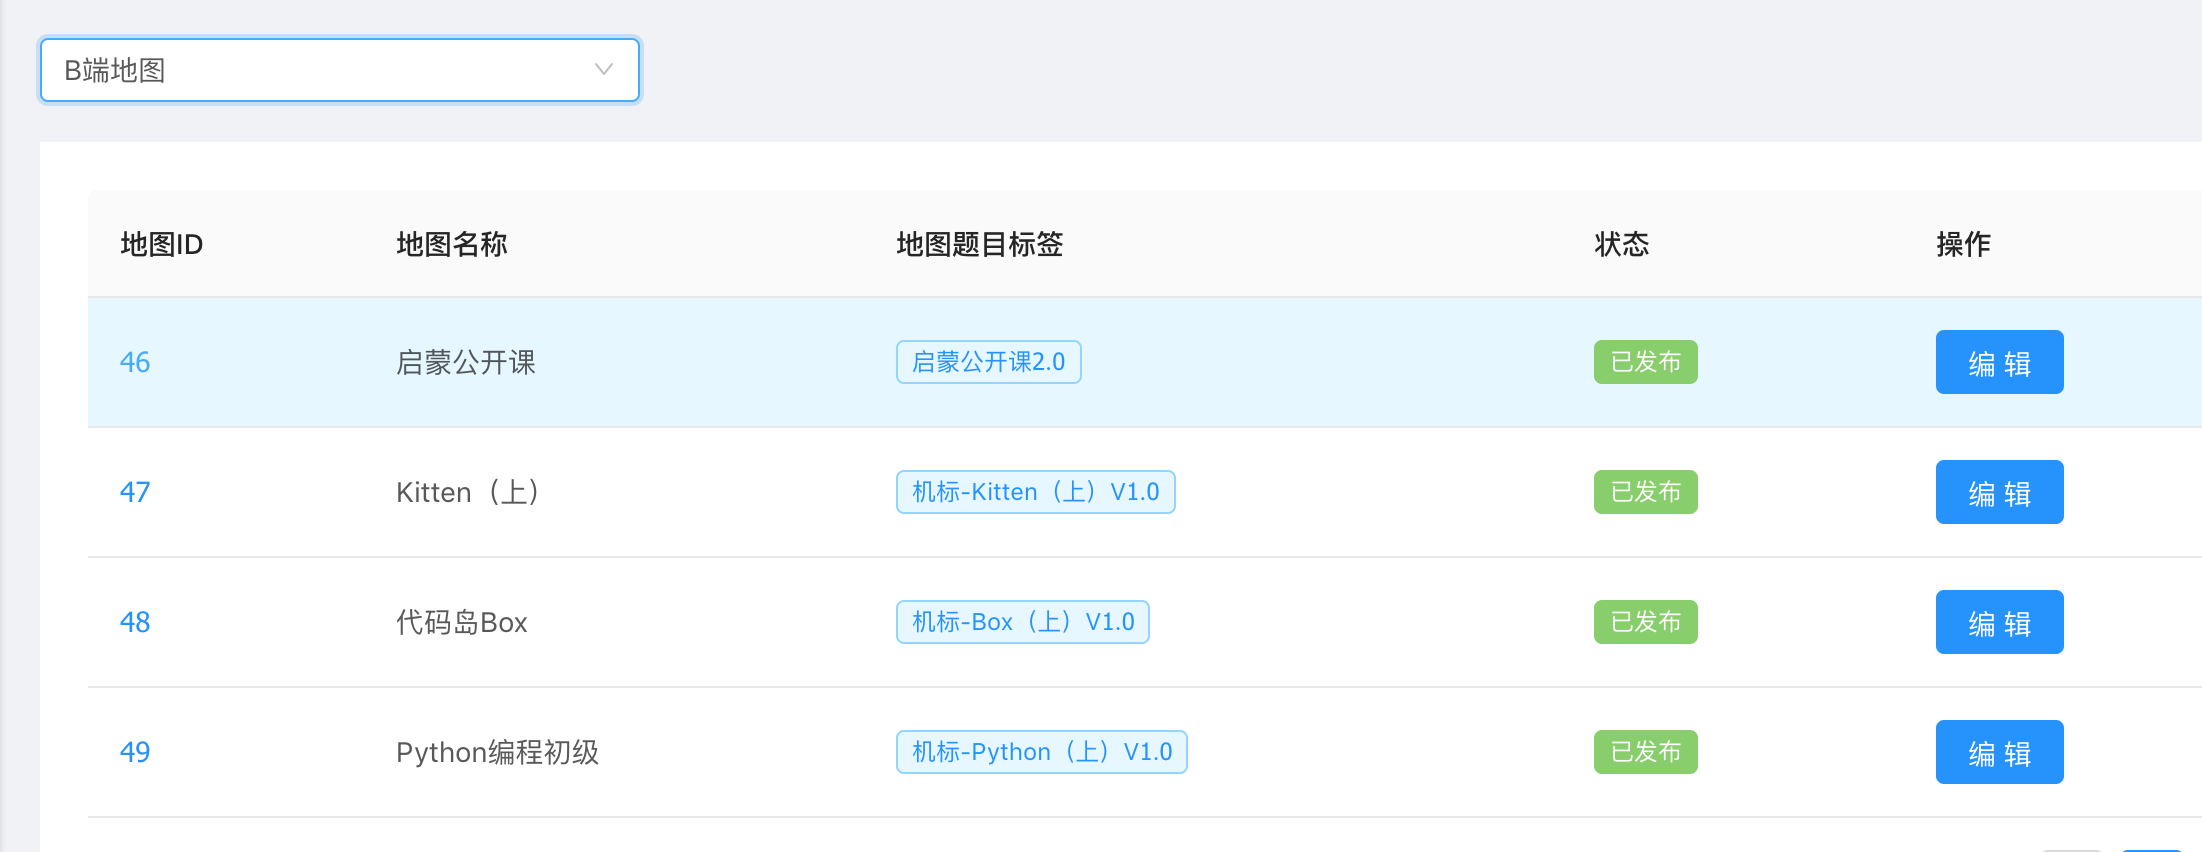 B端地图
地图ID 地图名称 地图题目标签 状态 操作
46 启蒙公开课 启蒙公开课2.0 已发布 编 辑
47 Kitten（上） 机标-Kitten（上）V1.0 已发布 编 辑
48 代码岛Box 机标-Box（上）V1.0 已发布 编 辑
49 Python编程初级 机标-Python（上）V1.0 已发布 编 辑